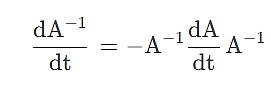 dA⁻¹/dt = −A⁻¹ dA/dt A⁻¹